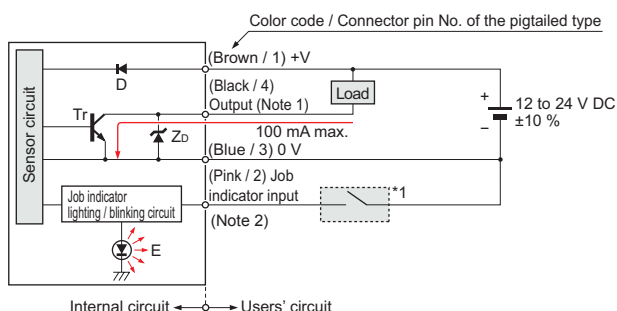 Color code / Connector pin No. of the pigtailed type
(Brown / 1) +V
D
(Black / 4)
Output (Note 1)
Load
Tr
ZD
100 mA max.
+
12 to 24 V DC
−
±10 %
Sensor circuit
(Blue / 3) 0 V
(Pink / 2) Job
indicator input
*1
Job indicator
lighting / blinking circuit
(Note 2)
E
Internal circuit
Users' circuit